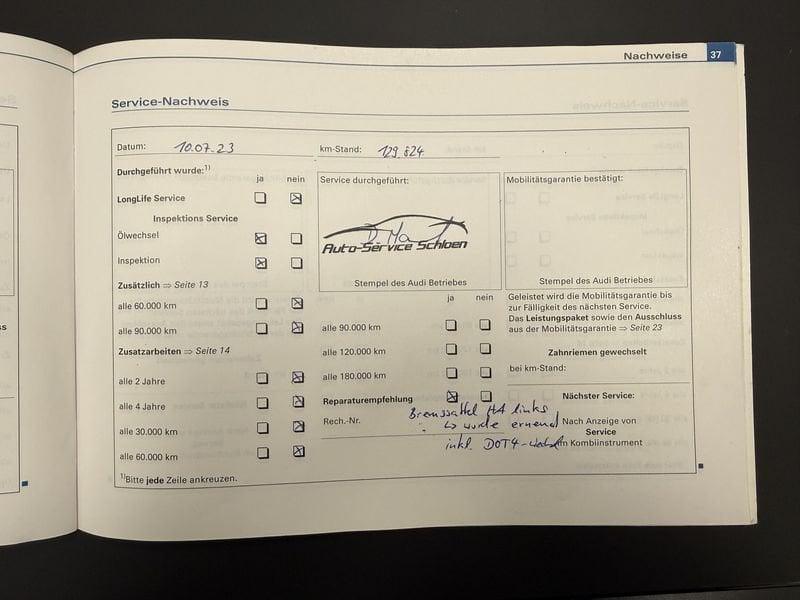 Nachweise 37
Service-Nachweis
Datum: 10.07.23
km-Stand: 129.824
Durchgeführt wurde:1)
ja nein
LongLife Service
Inspektions Service
Ölwechsel
Inspektion
Zusätzlich ⇒ Seite 13
alle 60.000 km
alle 90.000 km
Zusatzarbeiten ⇒ Seite 14
alle 2 Jahre
alle 4 Jahre
alle 30.000 km
alle 60.000 km
1)Bitte jede Zeile ankreuzen.
Service durchgeführt:
Auto-Service Schloen
Stempel des Audi Betriebes
ja nein
alle 90.000 km
alle 120.000 km
alle 180.000 km
Reparaturempfehlung
Bremssattel HA links
Rech.-Nr.
↳ wurde erneuert
inkl. DOT4-Wechsel
Mobilitätsgarantie bestätigt:
Stempel des Audi Betriebes
Geleistet wird die Mobilitätsgarantie bis
zur Fälligkeit des nächsten Service.
Das Leistungspaket sowie den Ausschluss
aus der Mobilitätsgarantie ⇒ Seite 23
Zahnriemen gewechselt
bei km-Stand:
Nächster Service:
Nach Anzeige von
Service
im Kombiinstrument